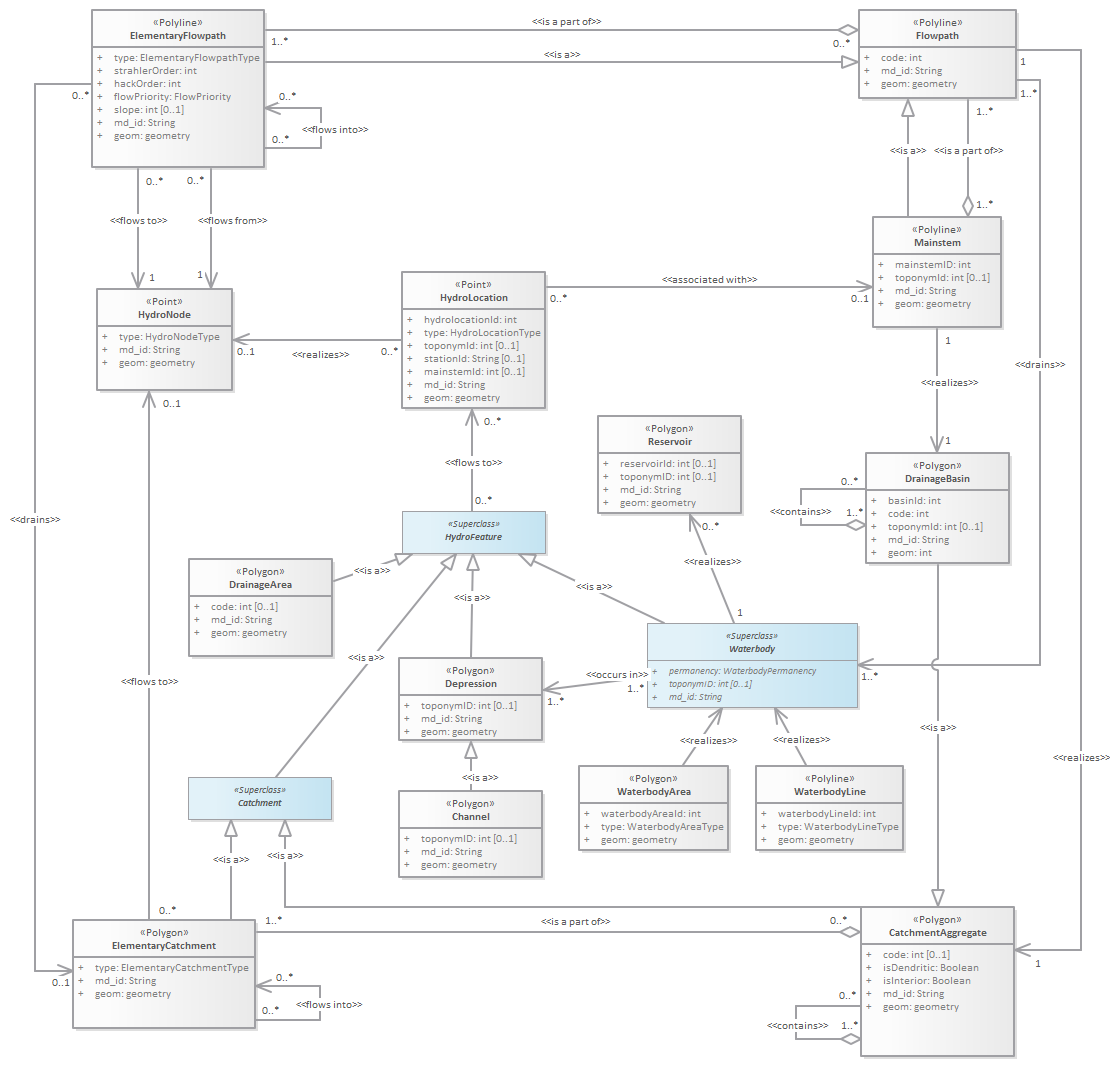 «Polyline»
ElementaryFlowpath
+ type: ElementaryFlowpathType
+ strahlerOrder: int
+ hackOrder: int
+ flowPriority: FlowPriority
+ slope: int [0..1]
+ md_id: String
+ geom: geometry
<<is a part of>>
1..*
0..*
<<is a>>
«Polyline»
Flowpath
+ code: int
+ md_id: String
+ geom: geometry
1
1..*
0..*
0..*
<<flows into>>
0..*
0..*
0..*
<<flows to>>
<<flows from>>
1
1
1..*
<<is a>>
<<is a part of>>
1..*
«Polyline»
Mainstem
+ mainstemID: int
+ toponymId: int [0..1]
+ md_id: String
+ geom: geometry
«Point»
HydroNode
+ type: HydroNodeType
+ md_id: String
+ geom: geometry
«Point»
HydroLocation
+ hydrolocationId: int
+ type: HydroLocationType
+ toponymId: int [0..1]
+ stationId: String [0..1]
+ mainstemId: int [0..1]
+ md_id: String
+ geom: geometry
<<associated with>>
0..*
0..1
0..1
<<realizes>>
0..*
1
<<realizes>>
1
<<drains>>
0..1
0..*
<<flows to>>
0..*
«Polygon»
Reservoir
+ reservoirId: int [0..1]
+ toponymID: int [0..1]
+ md_id: String
+ geom: geometry
«Polygon»
DrainageBasin
+ basinId: int
+ code: int
+ toponymId: int [0..1]
+ md_id: String
+ geom: int
0..*
<<contains>>
1..*
<<drains>>
«Superclass»
HydroFeature
0..*
<<realizes>>
1
«Polygon»
DrainageArea
+ code: int [0..1]
+ md_id: String
+ geom: geometry
<<is a>>
<<is a>>
<<is a>>
<<is a>>
«Superclass»
Waterbody
+ permanency: WaterbodyPermanency
+ toponymID: int [0..1]
+ md_id: String
1..*
«Polygon»
Depression
+ toponymID: int [0..1]
+ md_id: String
+ geom: geometry
<<occurs in>>
1..*
1..*
<<flows to>>
<<is a>>
<<realizes>>
<<realizes>>
<<is a>>
<<realizes>>
«Superclass»
Catchment
«Polygon»
Channel
+ toponymID: int [0..1]
+ md_id: String
+ geom: geometry
<<is a>>
«Polygon»
WaterbodyArea
+ waterbodyAreaId: int
+ type: WaterbodyAreaType
+ geom: geometry
«Polyline»
WaterbodyLine
+ waterbodyLineId: int
+ type: WaterbodyLineType
+ geom: geometry
<<is a>>
<<is a>>
0..*
1..*
<<is a part of>>
0..*
«Polygon»
ElementaryCatchment
+ type: ElementaryCatchmentType
+ md_id: String
+ geom: geometry
0..1
0..*
<<flows into>>
0..*
«Polygon»
CatchmentAggregate
+ code: int [0..1]
+ isDendritic: Boolean
+ isInterior: Boolean
+ md_id: String
+ geom: geometry
1
0..*
<<contains>>
1..*